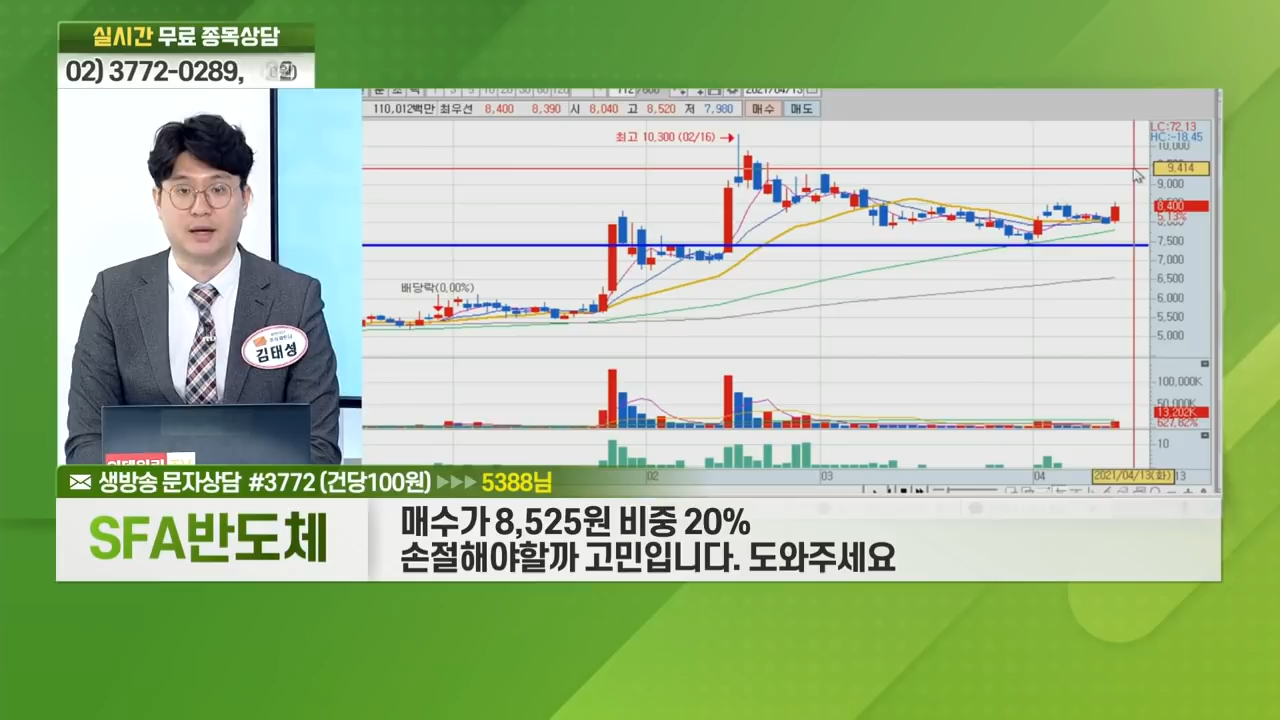 실시간 무료 종목상담
02) 3772-0289,
110,012백만 최우선 8,400 8,390 시 8,040 고 8,520 저 7,980 매수 매도
LC:72.13
HC:-18.45
최고 10,300 (02/16)
10,000
9,414
9,000
8,400
5.13%
8,000
7,500
7,000
6,500
6,000
5,500
5,000
배당락(0,00%)
김태성
100,000K
50,000K
13,202K
627.82%
10
02
03
04
2021/04/13(화)
13
생방송 문자상담 #3772 (건당100원) 5388님
SFA반도체
매수가 8,525원 비중 20%
손절해야할까 고민입니다. 도와주세요